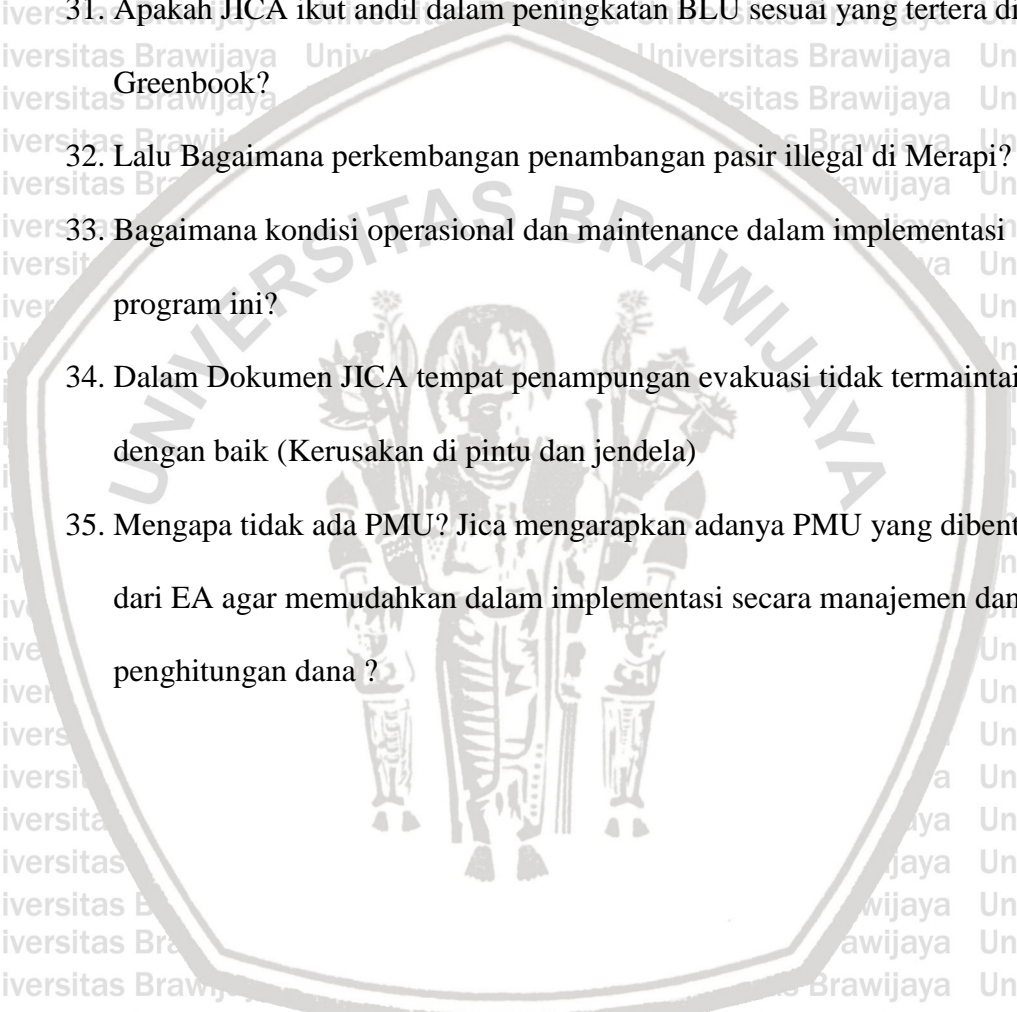 31. Apakah JICA ikut andil dalam peningkatan BLU sesuai yang tertera di
Greenbook?
32. Lalu Bagaimana perkembangan penambangan pasir illegal di Merapi?
33. Bagaimana kondisi operasional dan maintenance dalam implementasi
program ini?
34. Dalam Dokumen JICA tempat penampungan evakuasi tidak termaintai
dengan baik (Kerusakan di pintu dan jendela)
35. Mengapa tidak ada PMU? Jica mengarapkan adanya PMU yang dibent
dari EA agar memudahkan dalam implementasi secara manajemen dan
penghitungan dana ?
UNIVERSITAS BRAWIJAYA